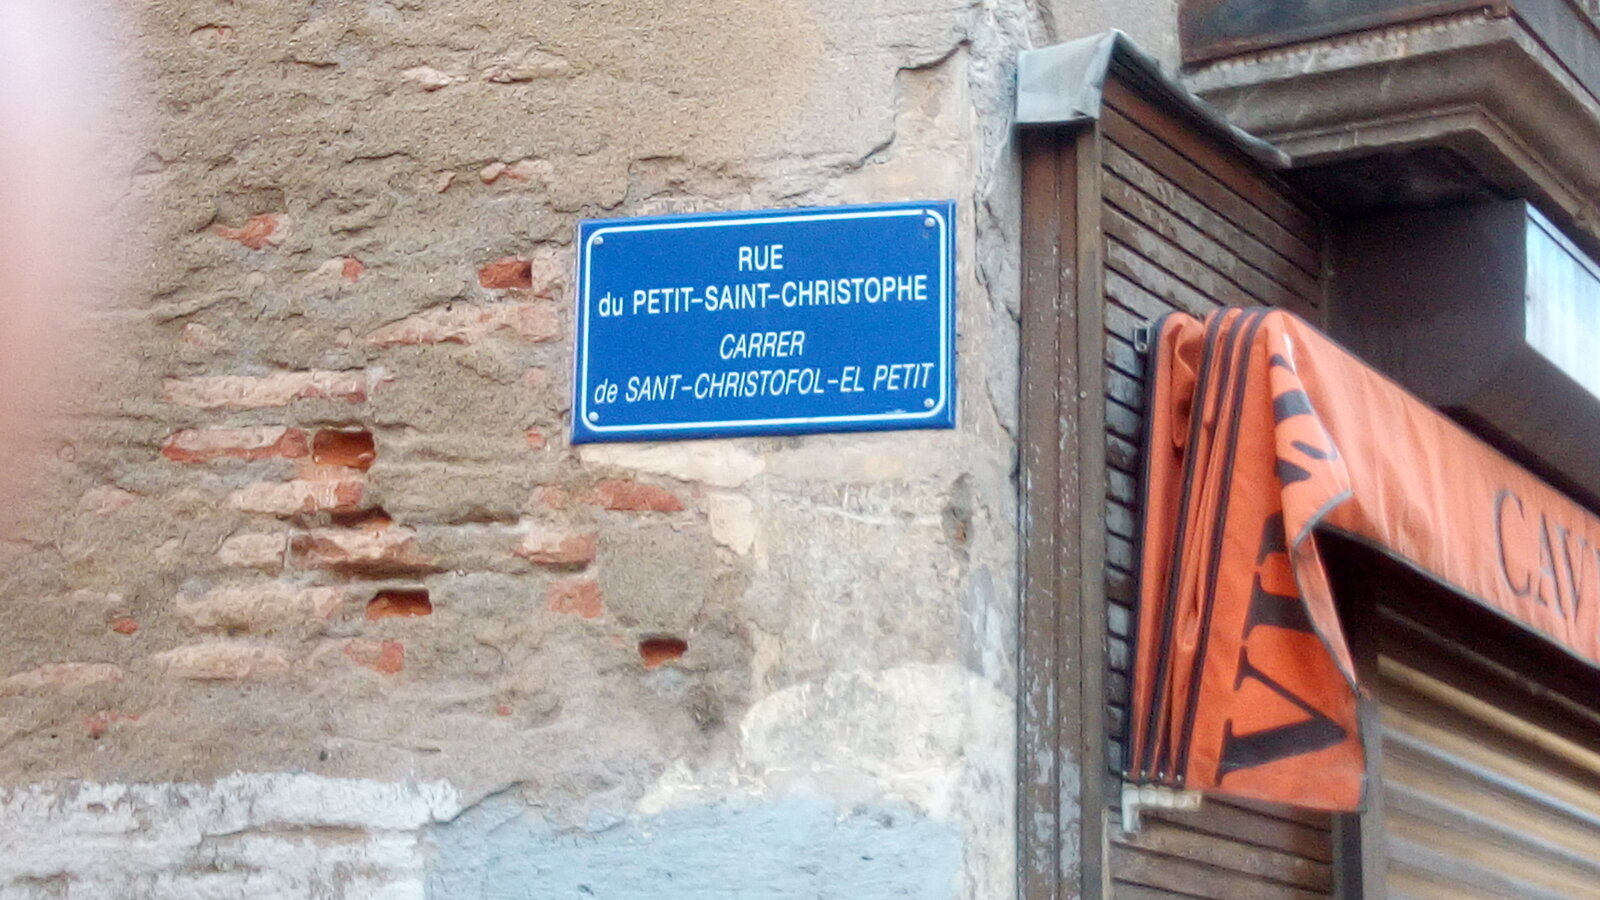 RUE
du PETIT-SAINT-CHRISTOPHE
CARRER
de SANT-CHRISTOFOL-EL PETIT